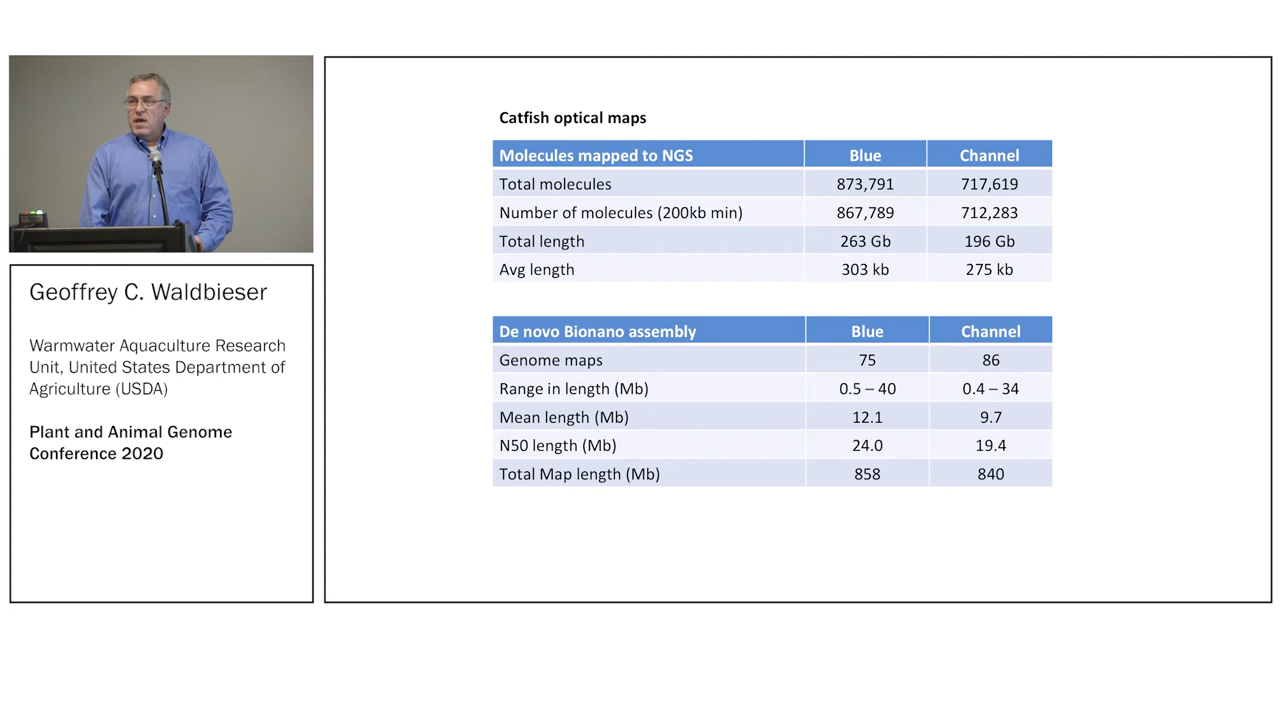 Geoffrey C. Waldbieser
Warmwater Aquaculture Research
Unit, United States Department of
Agriculture (USDA)
Plant and Animal Genome
Conference 2020
Catfish optical maps
Molecules mapped to NGS Blue Channel
Total molecules 873,791 717,619
Number of molecules (200kb min) 867,789 712,283
Total length 263 Gb 196 Gb
Avg length 303 kb 275 kb
De novo Bionano assembly Blue Channel
Genome maps 75 86
Range in length (Mb) 0.5 – 40 0.4 – 34
Mean length (Mb) 12.1 9.7
N50 length (Mb) 24.0 19.4
Total Map length (Mb) 858 840